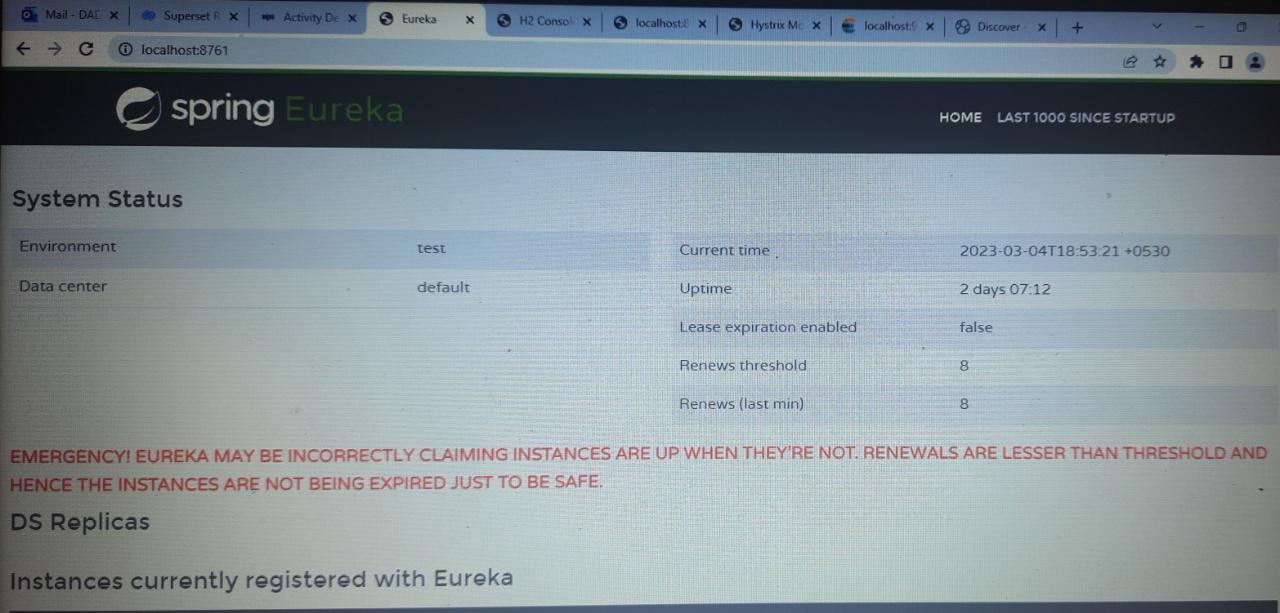 Mail - DAD
Superset R
Activity De
Eureka
H2 Consol
localhost:8
Hystrix Mo
localhost:9
Discover -
localhost:8761
spring Eureka
HOME LAST 1000 SINCE STARTUP
System Status
Environment test
Data center default
Current time 2023-03-04T18:53:21 +0530
Uptime 2 days 07:12
Lease expiration enabled false
Renews threshold 8
Renews (last min) 8
EMERGENCY! EUREKA MAY BE INCORRECTLY CLAIMING INSTANCES ARE UP WHEN THEY'RE NOT. RENEWALS ARE LESSER THAN THRESHOLD AND
HENCE THE INSTANCES ARE NOT BEING EXPIRED JUST TO BE SAFE.
DS Replicas
Instances currently registered with Eureka